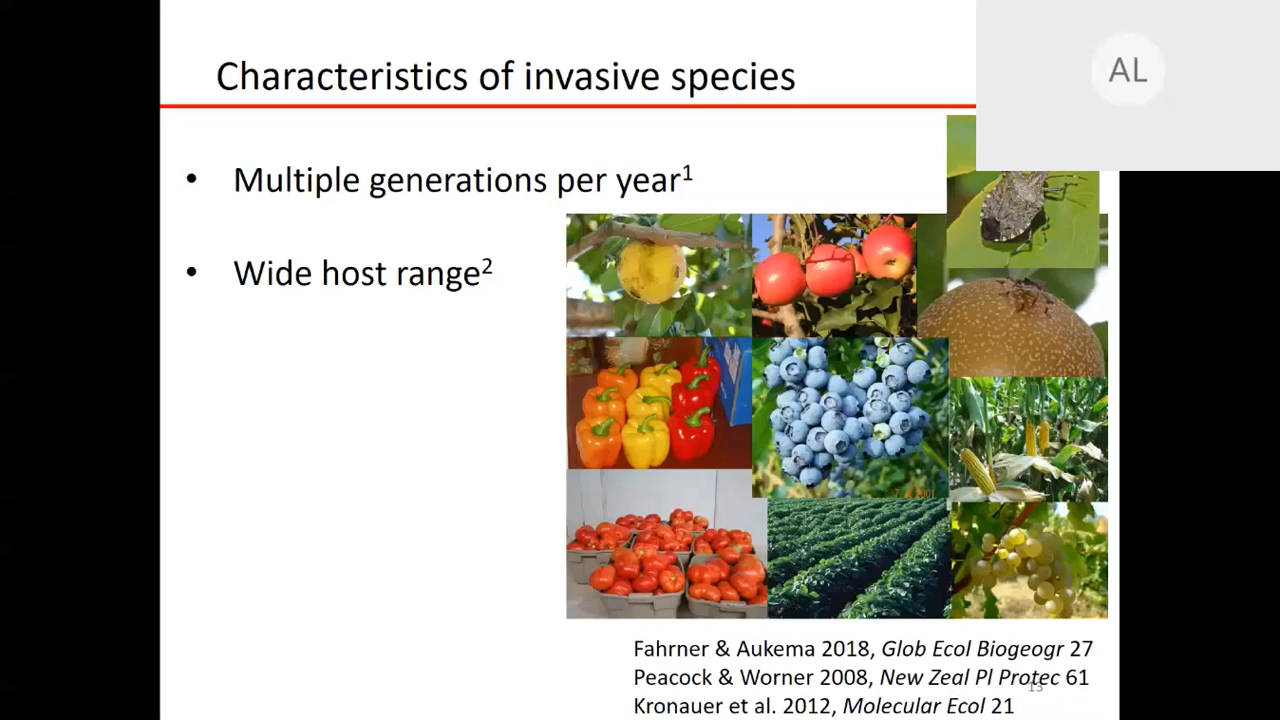 Characteristics of invasive species
AL
• Multiple generations per year1
• Wide host range2
Fahrner & Aukema 2018, Glob Ecol Biogeogr 27
Peacock & Worner 2008, New Zeal Pl Protec 61
15
Kronauer et al. 2012, Molecular Ecol 21